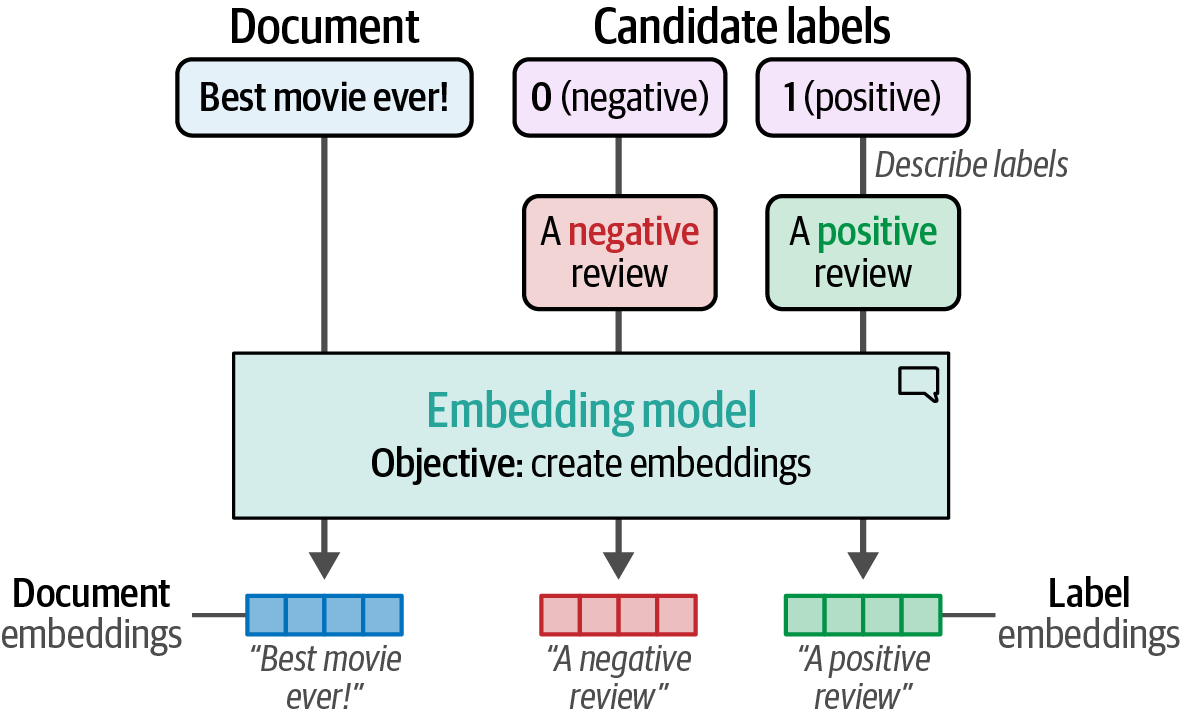 Document
Candidate labels
Best movie ever!
0 (negative)
1 (positive)
Describe labels
A negative
review
A positive
review
Embedding model
Objective: create embeddings
Document
embeddings
Label
embeddings
“Best movie
ever!”
“A negative
review”
“A positive
review”